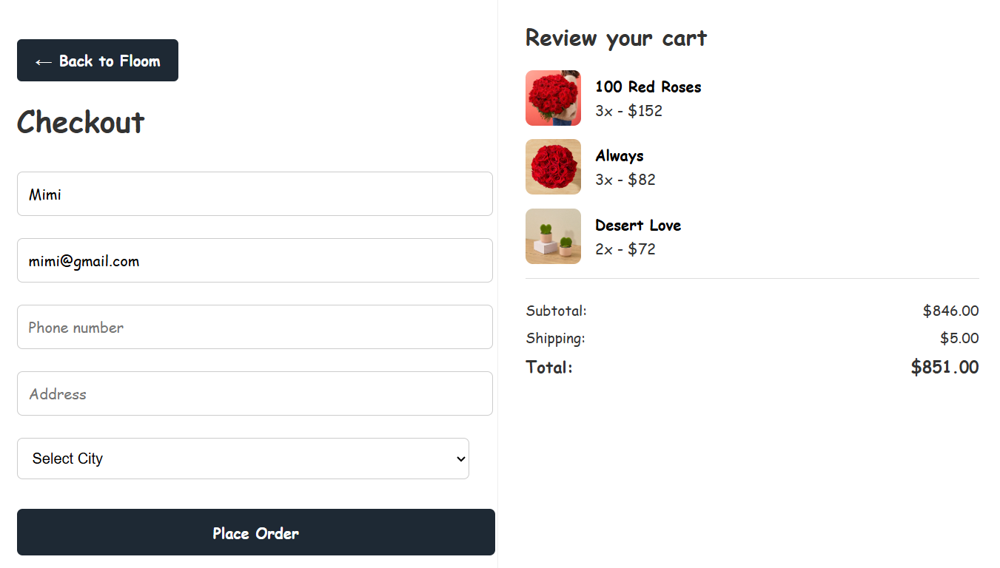 ← Back to Floom
Checkout
Mimi
mimi@gmail.com
Phone number
Address
Select City
Place Order
Review your cart
100 Red Roses
3x - $152
Always
3x - $82
Desert Love
2x - $72
Subtotal: $846.00
Shipping: $5.00
Total: $851.00